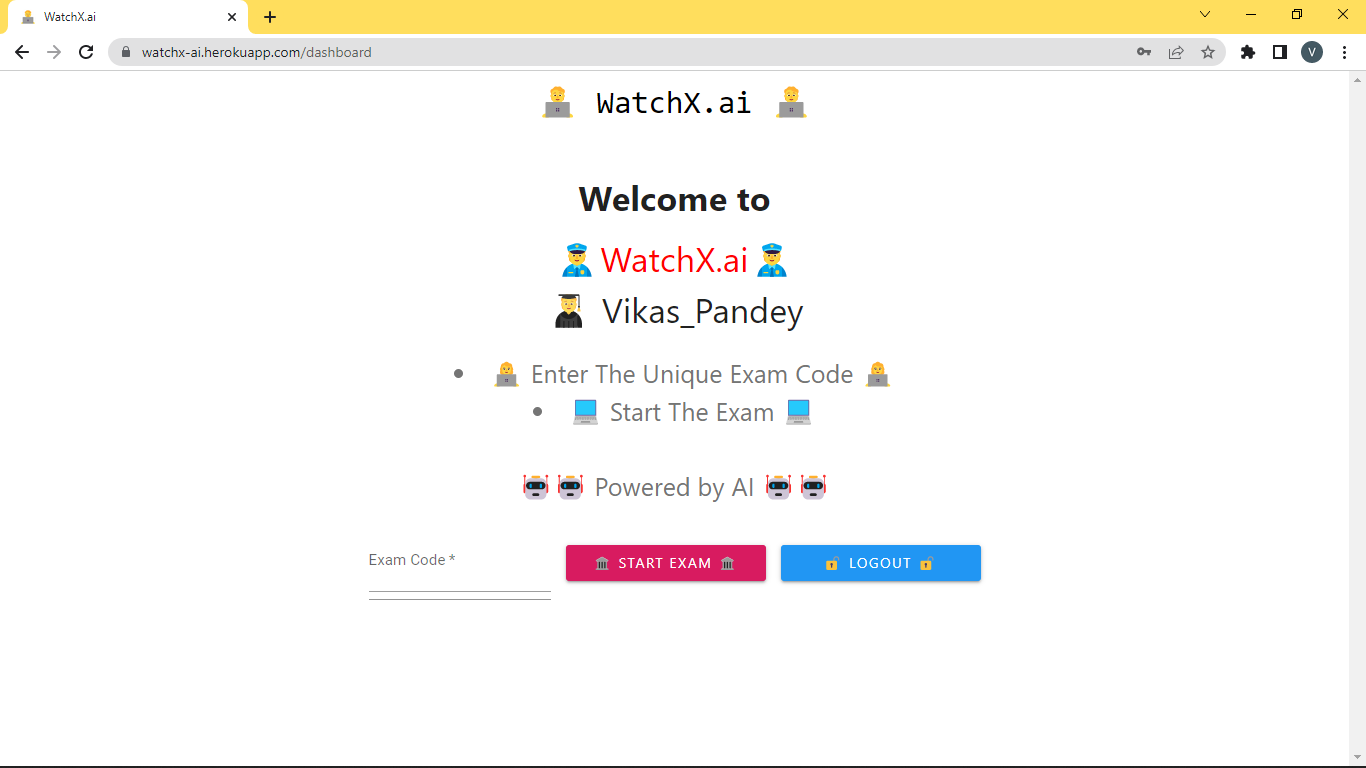 WatchX.ai
watchx-ai.herokuapp.com/dashboard
V
WatchX.ai
Welcome to
WatchX.ai
Vikas_Pandey
Enter The Unique Exam Code
Start The Exam
Powered by AI
Exam Code *
START EXAM
LOGOUT